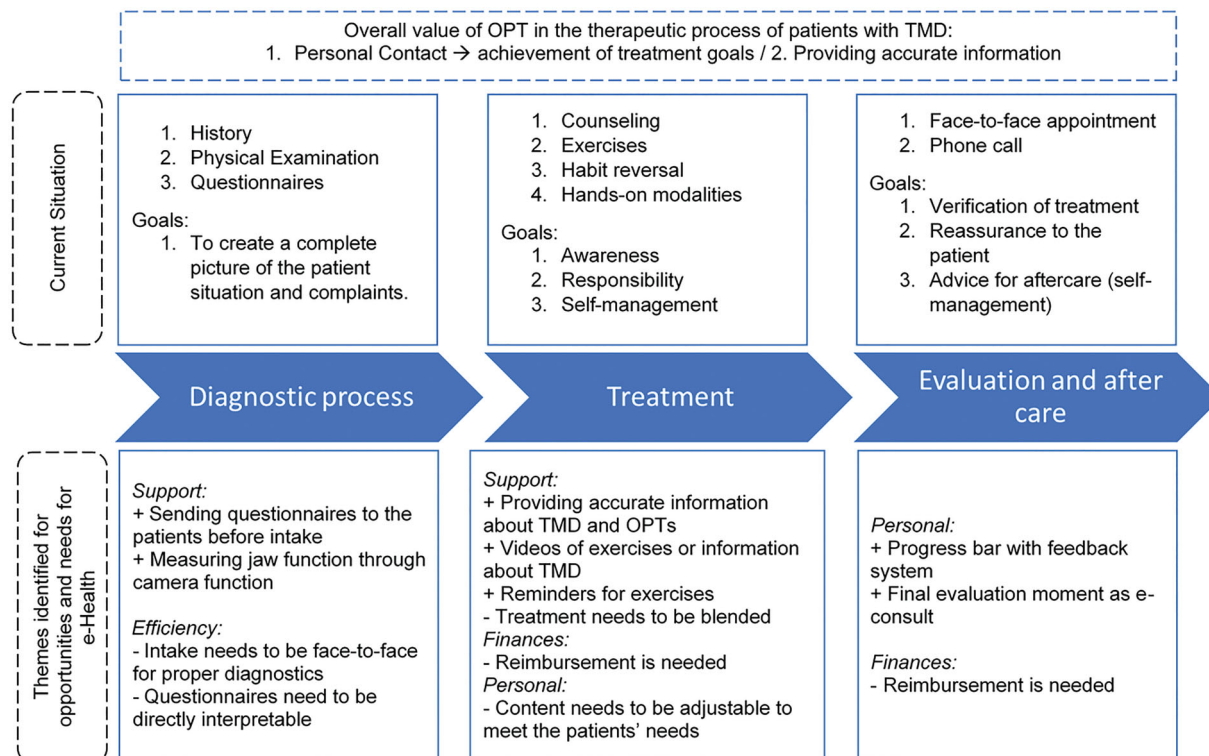 Overall value of OPT in the therapeutic process of patients with TMD:
1. Personal Contact → achievement of treatment goals / 2. Providing accurate information
Current Situation
1. History
2. Physical Examination
3. Questionnaires
Goals:
1. To create a complete
picture of the patient
situation and complaints.
1. Counseling
2. Exercises
3. Habit reversal
4. Hands-on modalities
Goals:
1. Awareness
2. Responsibility
3. Self-management
1. Face-to-face appointment
2. Phone call
Goals:
1. Verification of treatment
2. Reassurance to the
patient
3. Advice for aftercare (self-
management)
Diagnostic process
Treatment
Evaluation and after
care
Themes identified for
opportunities and needs for
e-Health
Support:
+ Sending questionnaires to the
patients before intake
+ Measuring jaw function through
camera function
Efficiency:
- Intake needs to be face-to-face
for proper diagnostics
- Questionnaires need to be
directly interpretable
Support:
+ Providing accurate information
about TMD and OPTs
+ Videos of exercises or information
about TMD
+ Reminders for exercises
- Treatment needs to be blended
Finances:
- Reimbursement is needed
Personal:
- Content needs to be adjustable to
meet the patients' needs
Personal:
+ Progress bar with feedback
system
+ Final evaluation moment as e-
consult
Finances:
- Reimbursement is needed